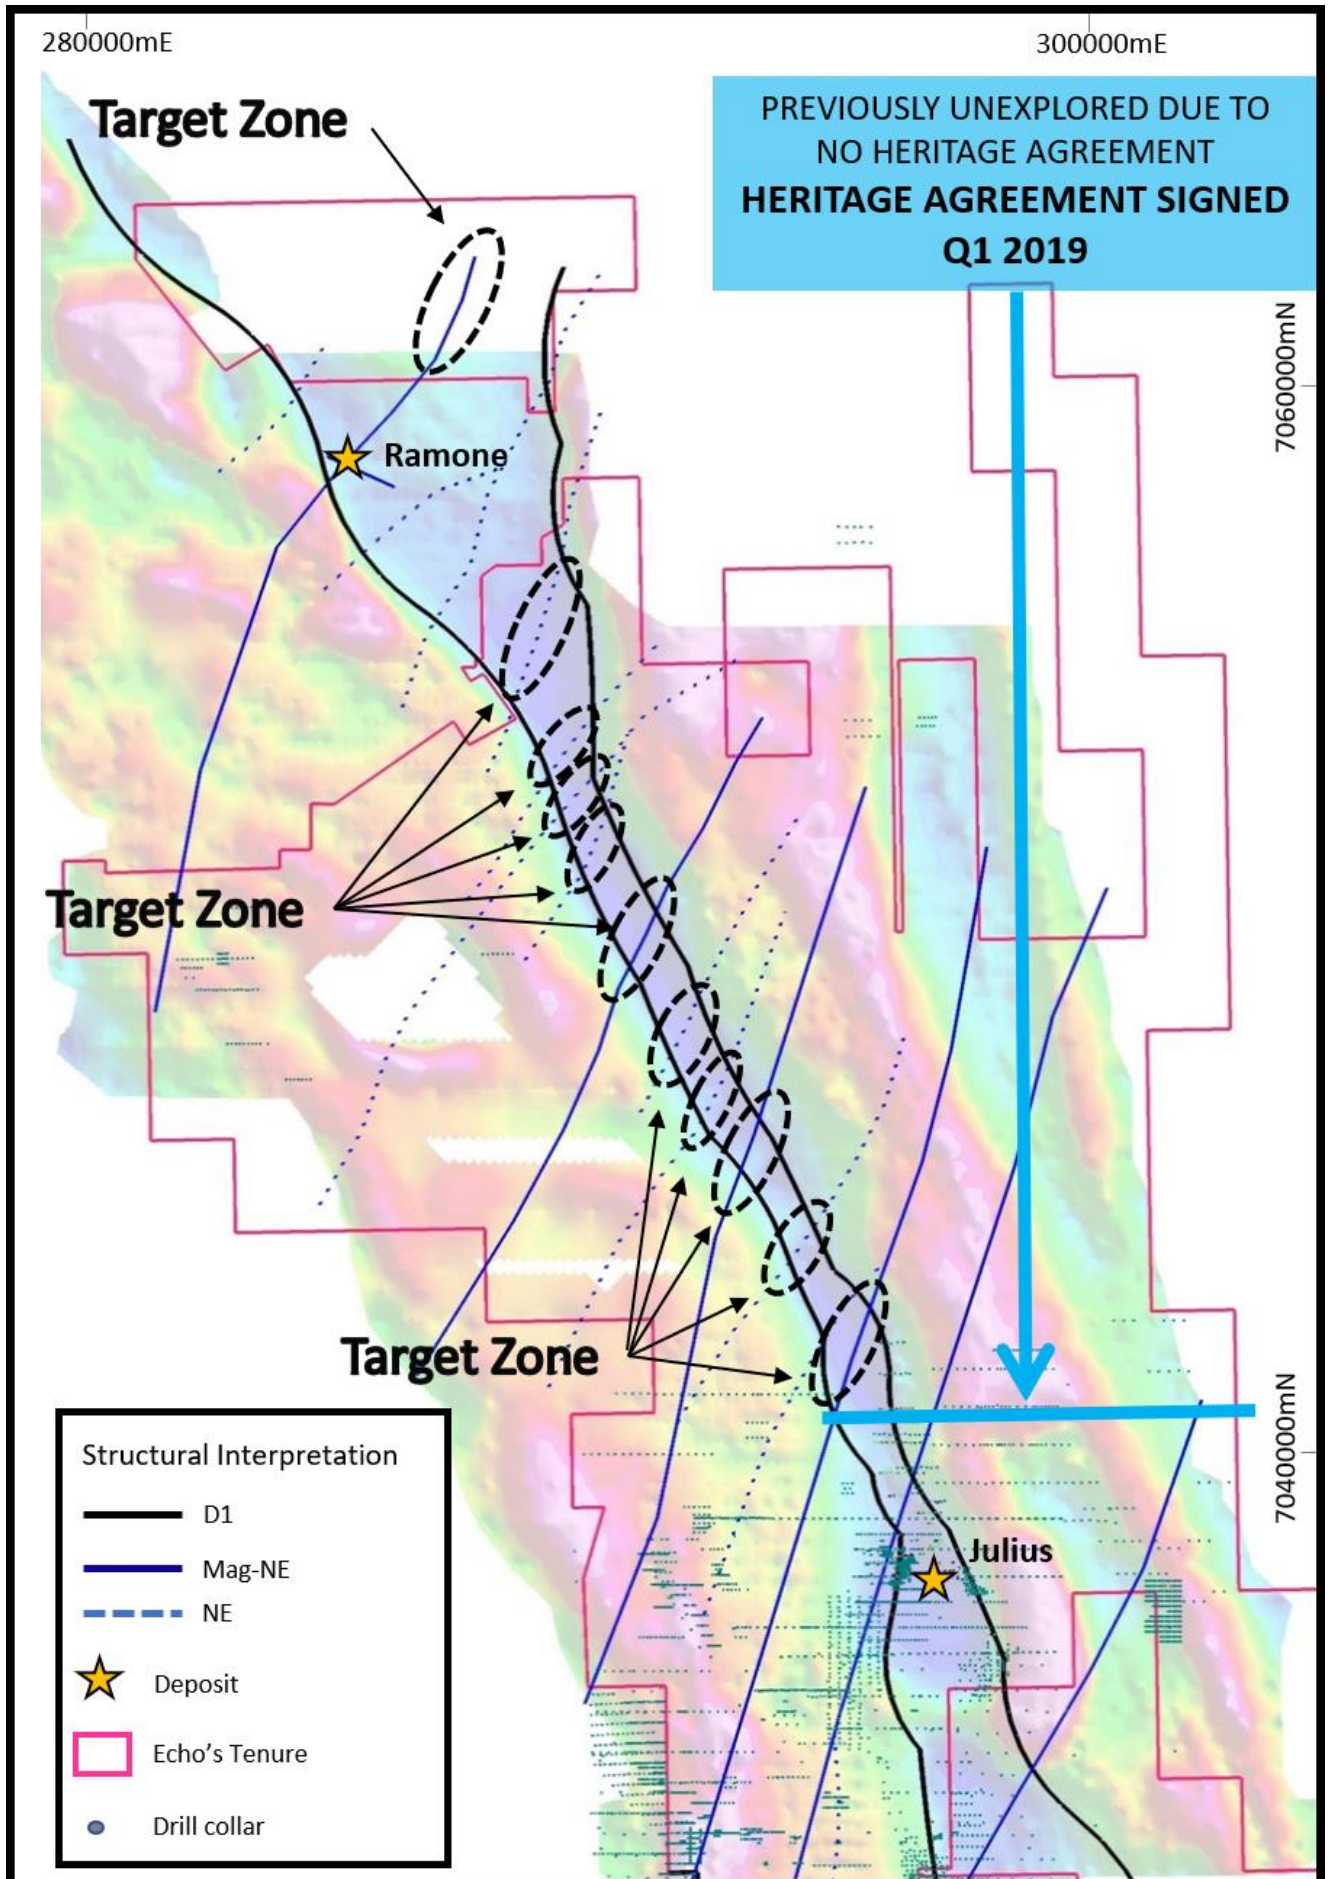 280000mE
300000mE
Target Zone
PREVIOUSLY UNEXPLORED DUE TO
NO HERITAGE AGREEMENT
HERITAGE AGREEMENT SIGNED
Q1 2019
7060000mN
Ramone
Target Zone
Target Zone
7040000mN
Julius
Structural Interpretation
D1
Mag-NE
NE
Deposit
Echo's Tenure
Drill collar